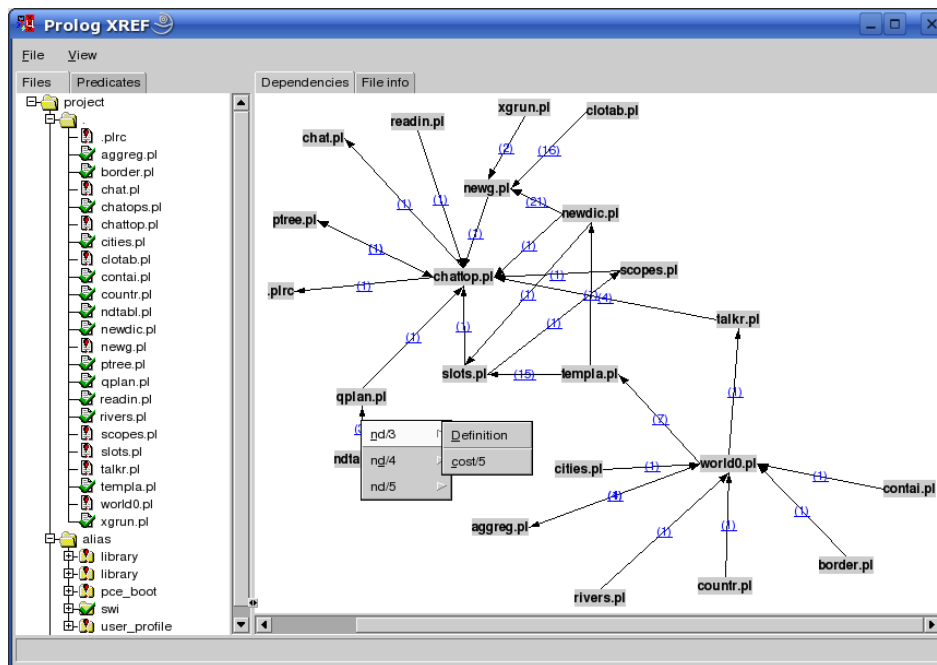 Prolog XREF
File View
Files Predicates
Dependencies File info
project
.
.plrc
aggreg.pl
border.pl
chat.pl
chatops.pl
chattop.pl
cities.pl
clotab.pl
contai.pl
countr.pl
ndtabl.pl
newdic.pl
newg.pl
ptree.pl
qplan.pl
readin.pl
rivers.pl
scopes.pl
slots.pl
talkr.pl
templa.pl
world0.pl
xgrun.pl
alias
library
library
pce_boot
swi
user_profile
xgrun.pl
clotab.pl
readin.pl
chat.pl
(2)
(16)
newg.pl
(21)
newdic.pl
(1)
(1)
ptree.pl
(1)
(1)
(1)
chattop.pl
(1)
scopes.pl
.plrc
(1)
(1)
(4)
talkr.pl
(1)
(1)
(1)
slots.pl
(15)
templa.pl
qplan.pl
(1)
(7)
nd/3
Definition
nd/4
cost/5
nd/5
cities.pl
(1)
world0.pl
(1)
contai.pl
(4)
aggreg.pl
(1)
(1)
(1)
border.pl
countr.pl
rivers.pl